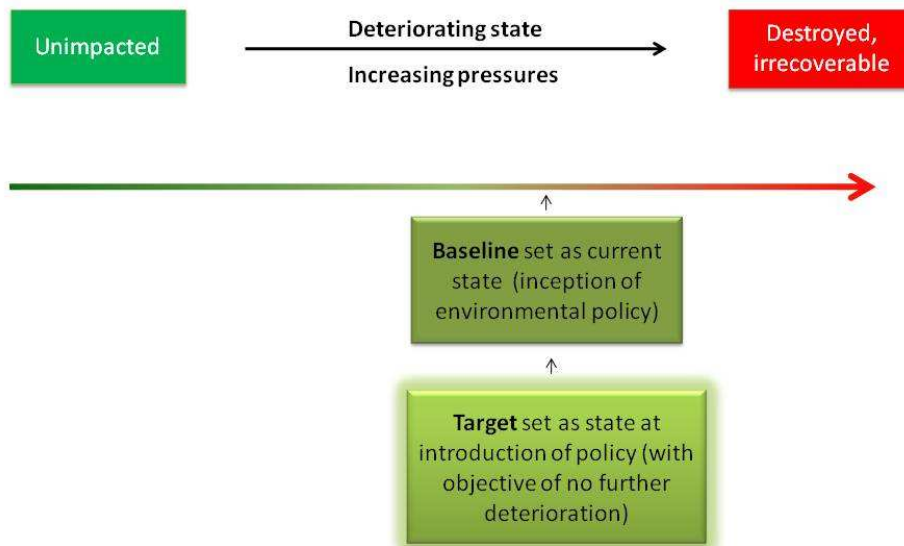 Unimpacted
Deteriorating state
Increasing pressures
Destroyed,
irrecoverable
Baseline set as current
state (inception of
environmental policy)
Target set as state at
introduction of policy (with
objective of no further
deterioration)